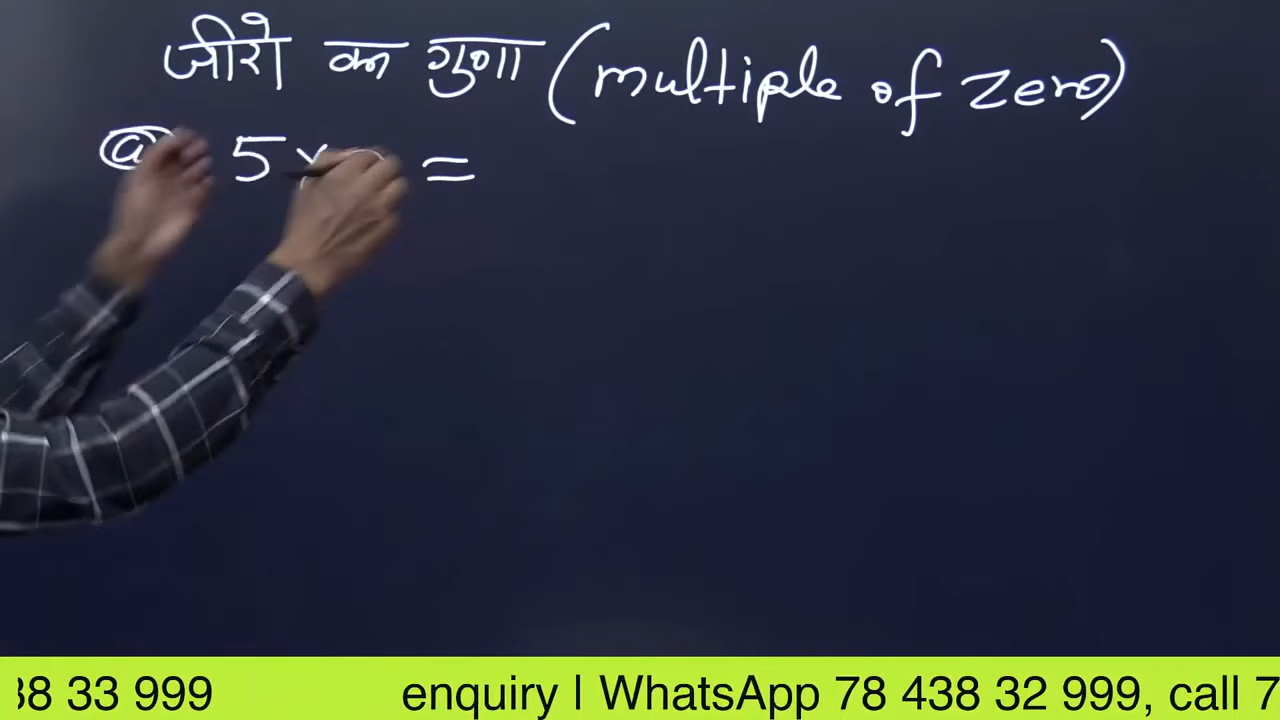 जीरो का गुणा (multiple of zero)
@ 5 × =
38 33 999 enquiry | WhatsApp 78 438 32 999, call 7